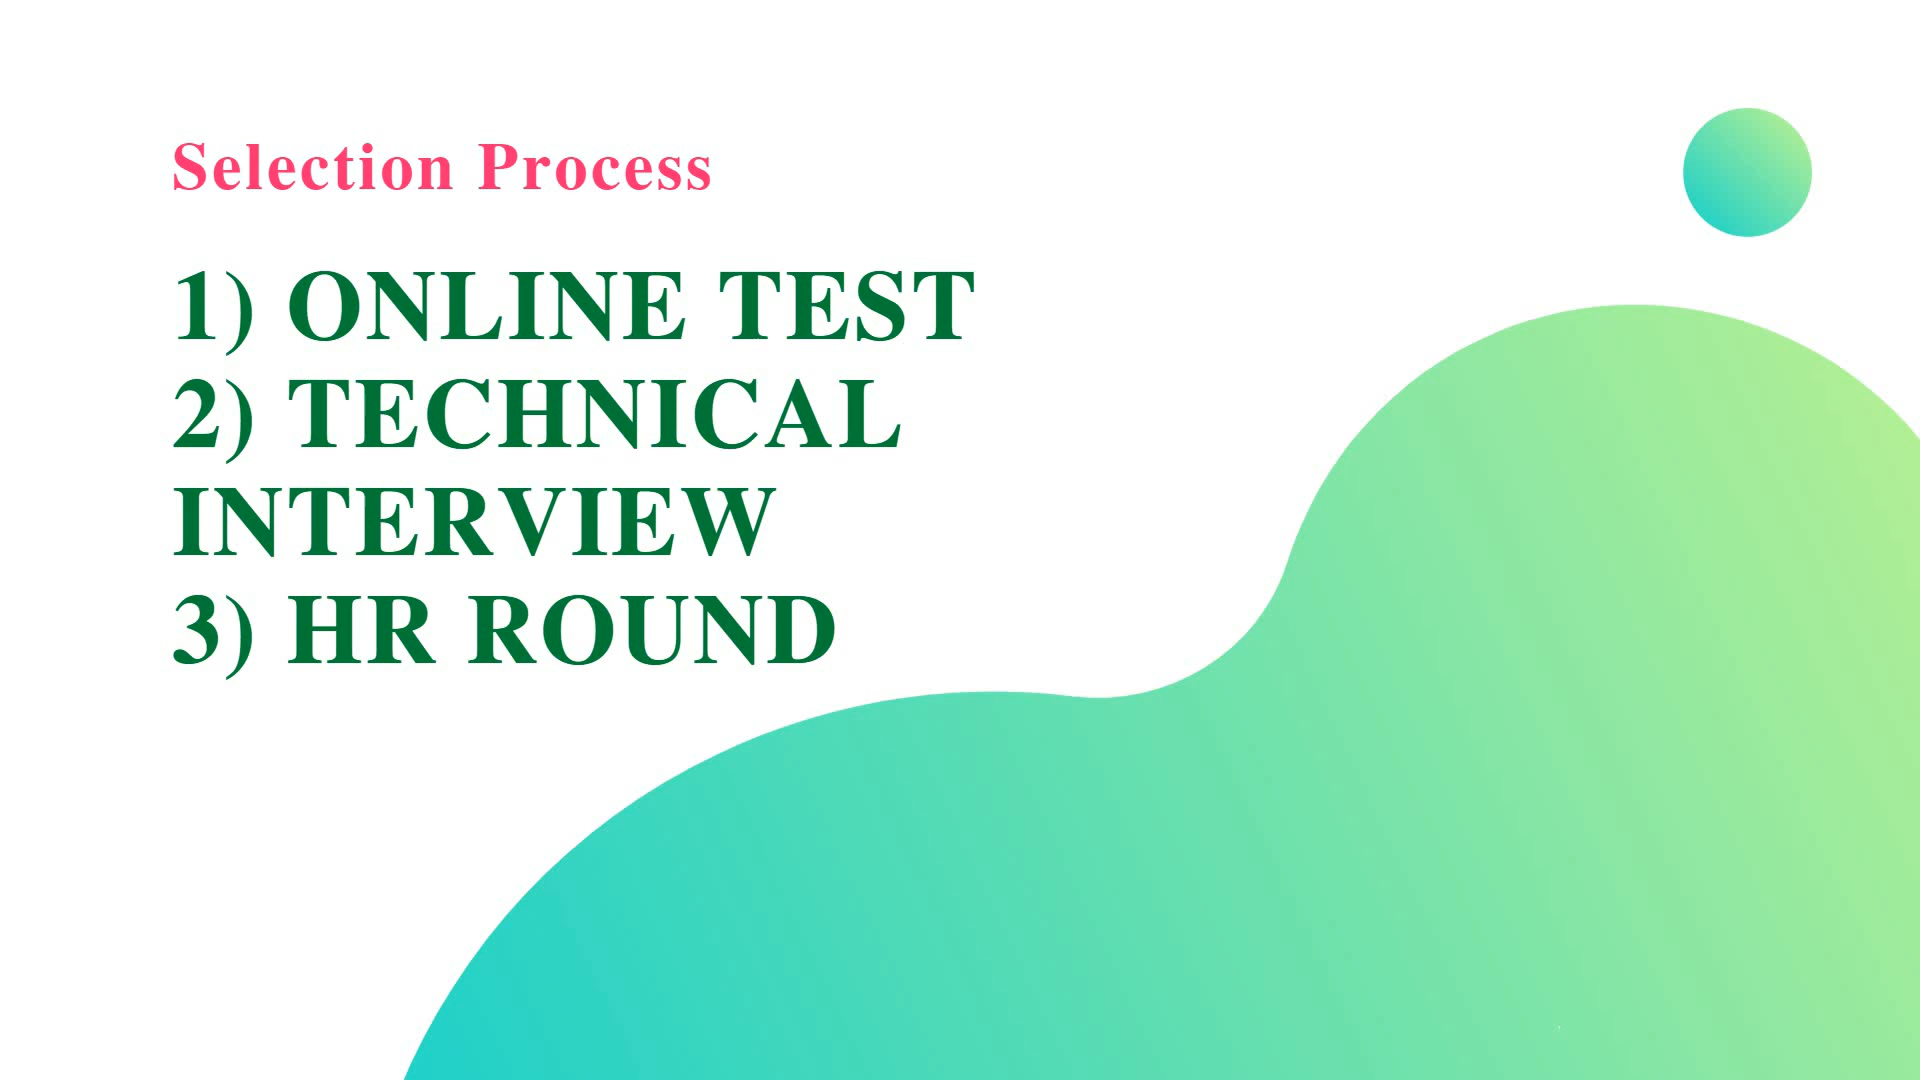 Selection Process
1) ONLINE TEST
2) TECHNICAL
INTERVIEW
3) HR ROUND